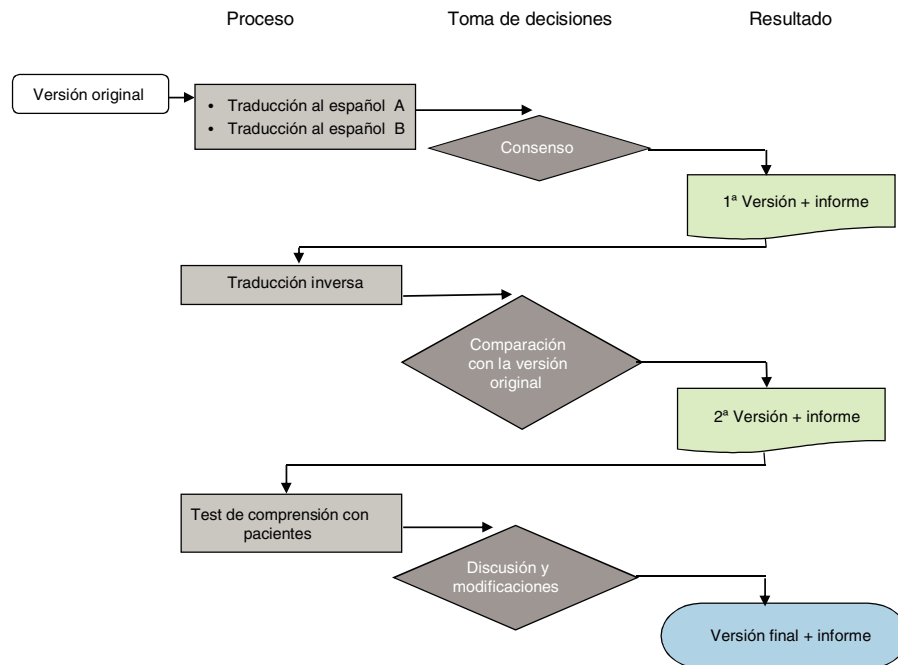 Proceso
Toma de decisiones
Resultado
Versión original
• Traducción al español A
• Traducción al español B
Consenso
1ª Versión + informe
Traducción inversa
Comparación
con la versión
original
2ª Versión + informe
Test de comprensión con
pacientes
Discusión y
modificaciones
Versión final + informe